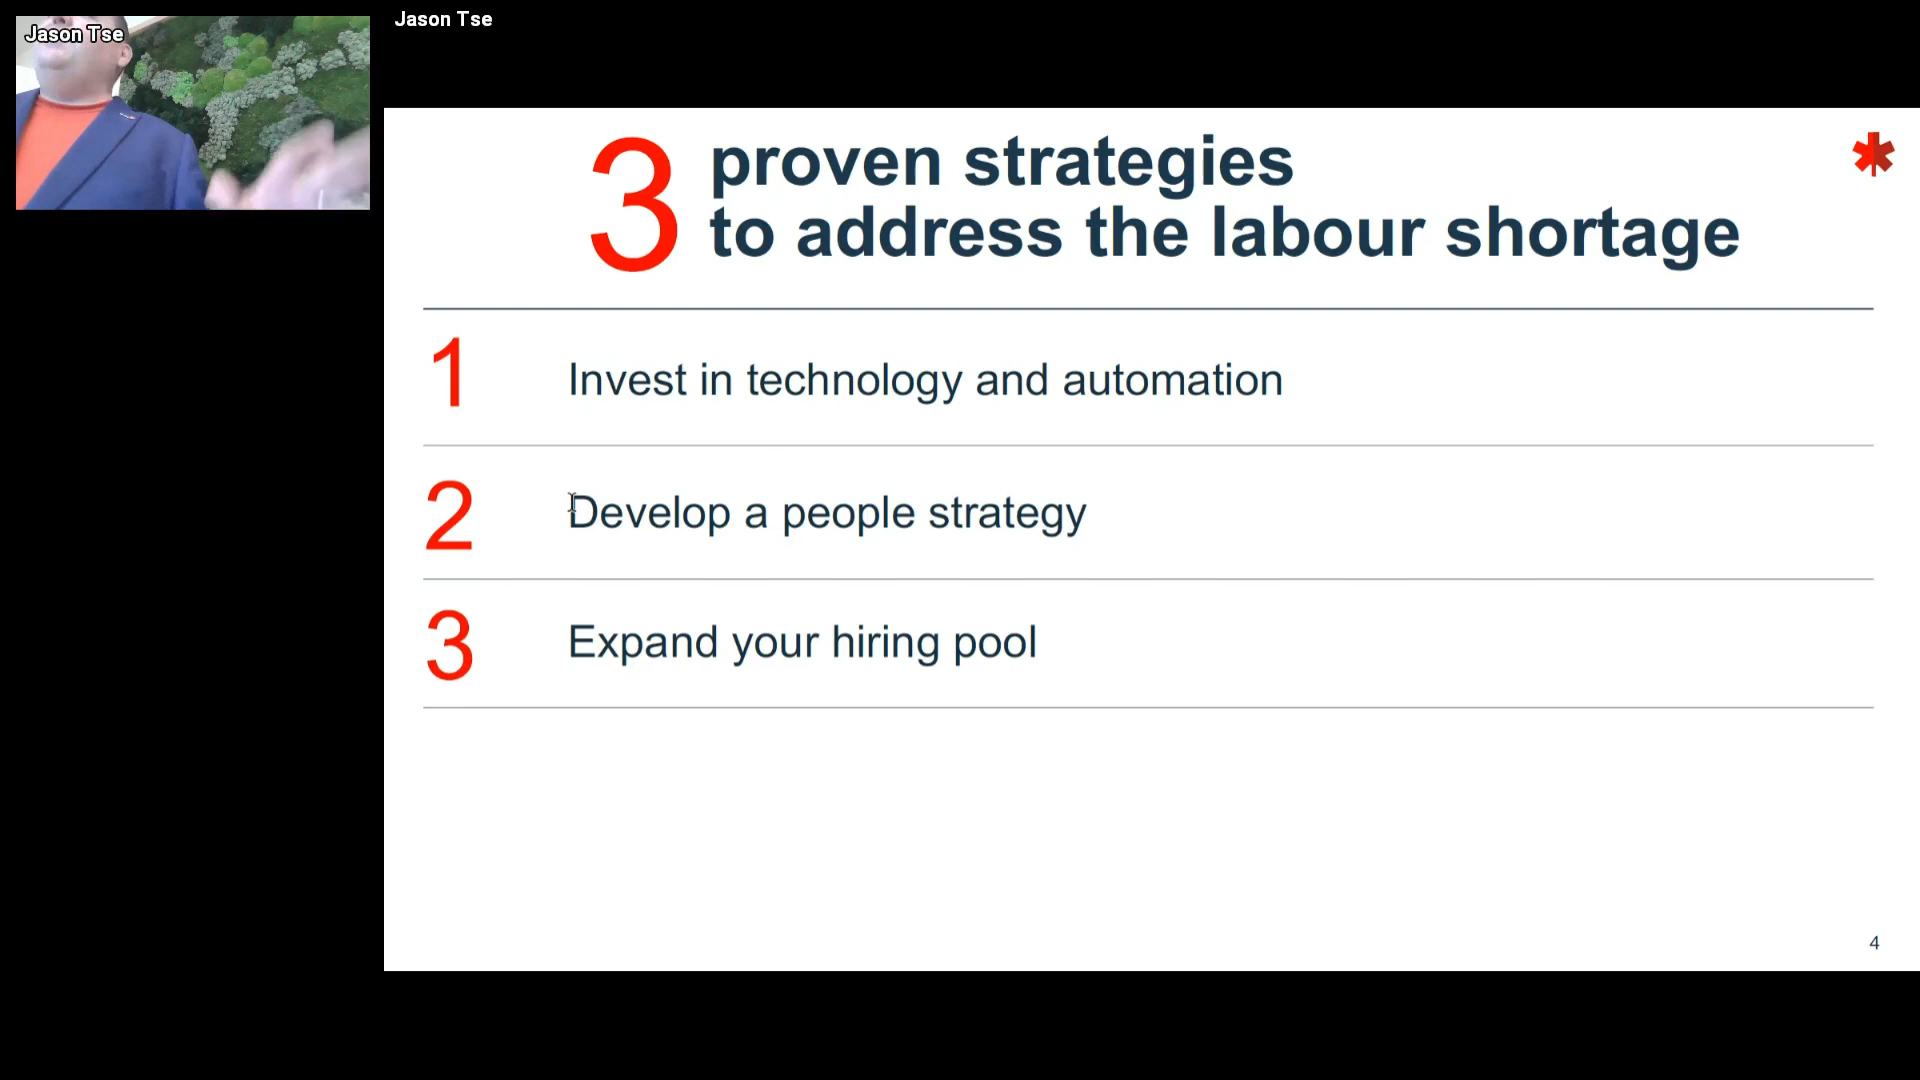 Jason Tse
Jason Tse
3
proven strategies
to address the labour shortage
1
Invest in technology and automation
2
Develop a people strategy
3
Expand your hiring pool
4